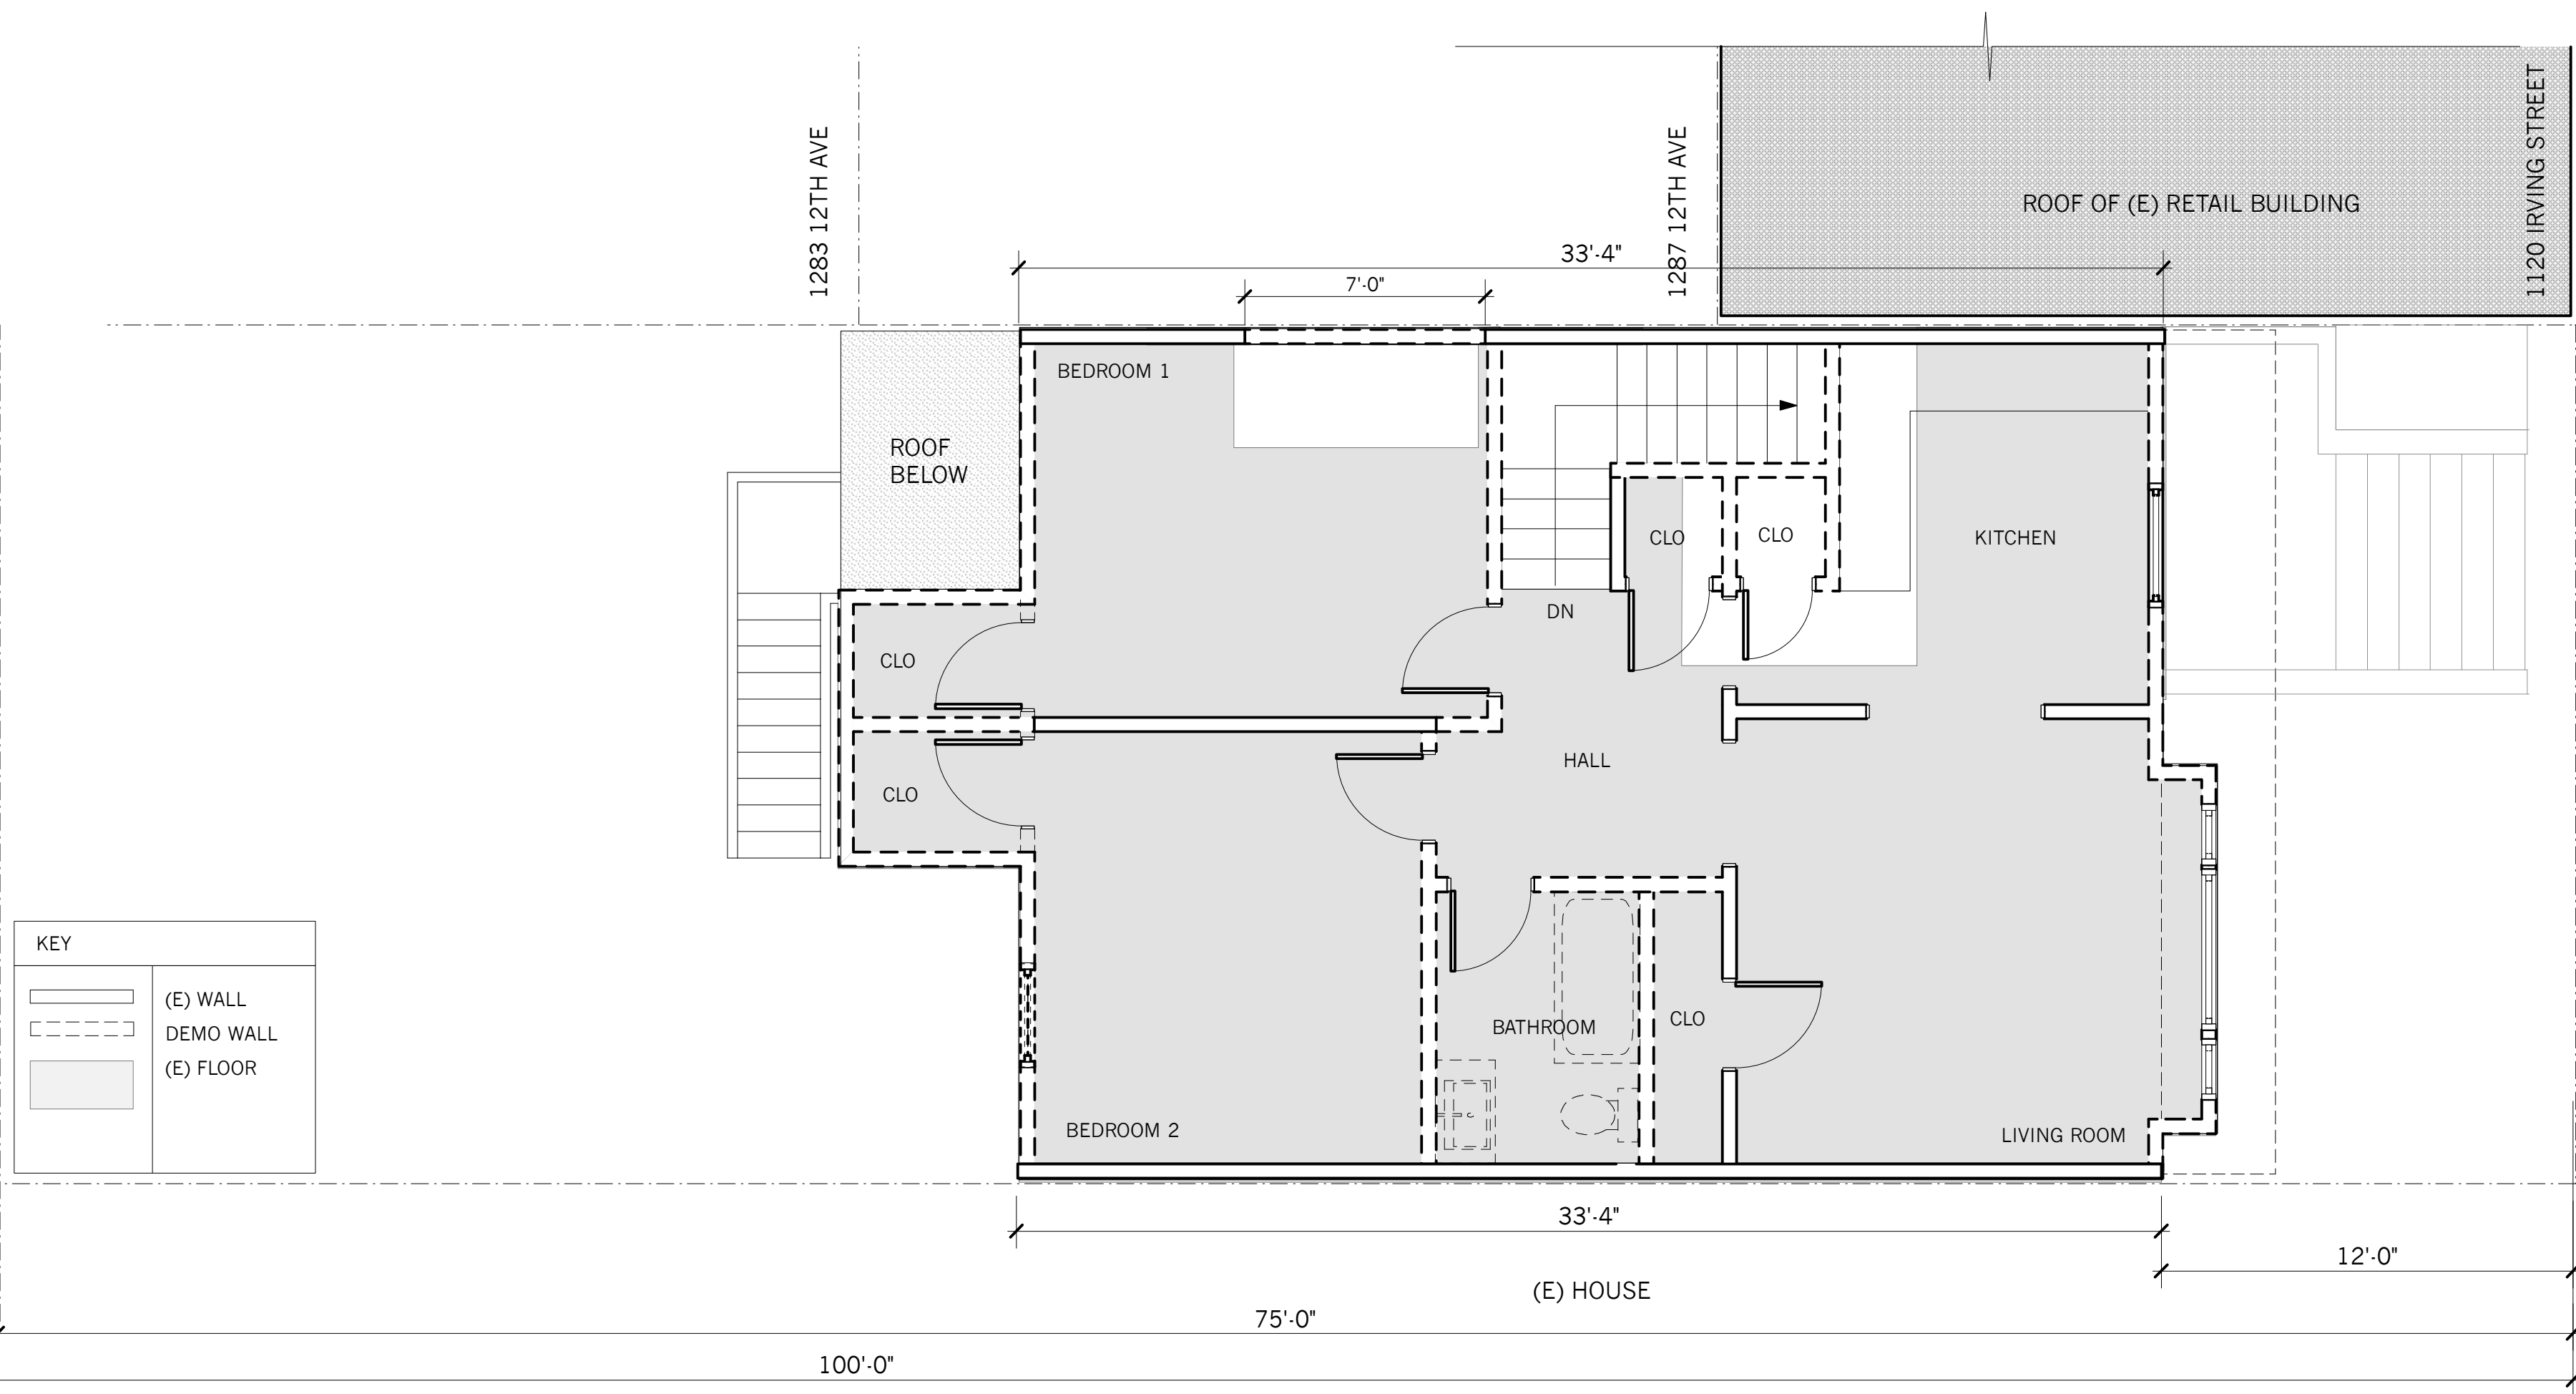 1283 12TH AVE
1287 12TH AVE
1120 IRVING STREET
ROOF OF (E) RETAIL BUILDING
33'-4"
7'-0"
BEDROOM 1
ROOF
BELOW
CLO
CLO
KITCHEN
DN
CLO
HALL
CLO
KEY
(E) WALL
DEMO WALL
(E) FLOOR
BATHROOM
CLO
BEDROOM 2
LIVING ROOM
33'-4"
12'-0"
(E) HOUSE
75'-0"
100'-0"